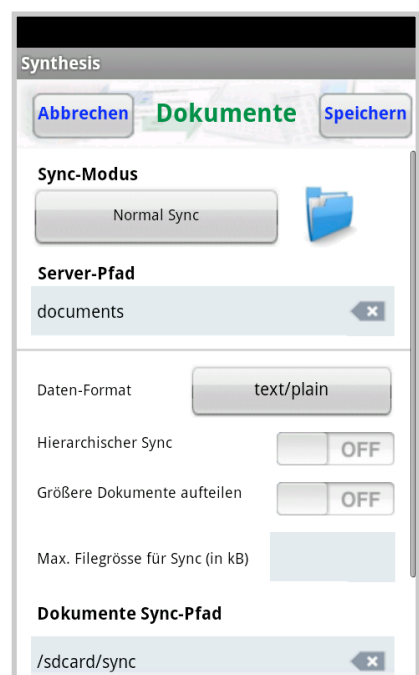 Synthesis
Abbrechen Dokumente Speichern
Sync-Modus
Normal Sync
Server-Pfad
documents
Daten-Format text/plain
Hierarchischer Sync OFF
Größere Dokumente aufteilen OFF
Max. Filegrösse für Sync (in kB)
Dokumente Sync-Pfad
/sdcard/sync